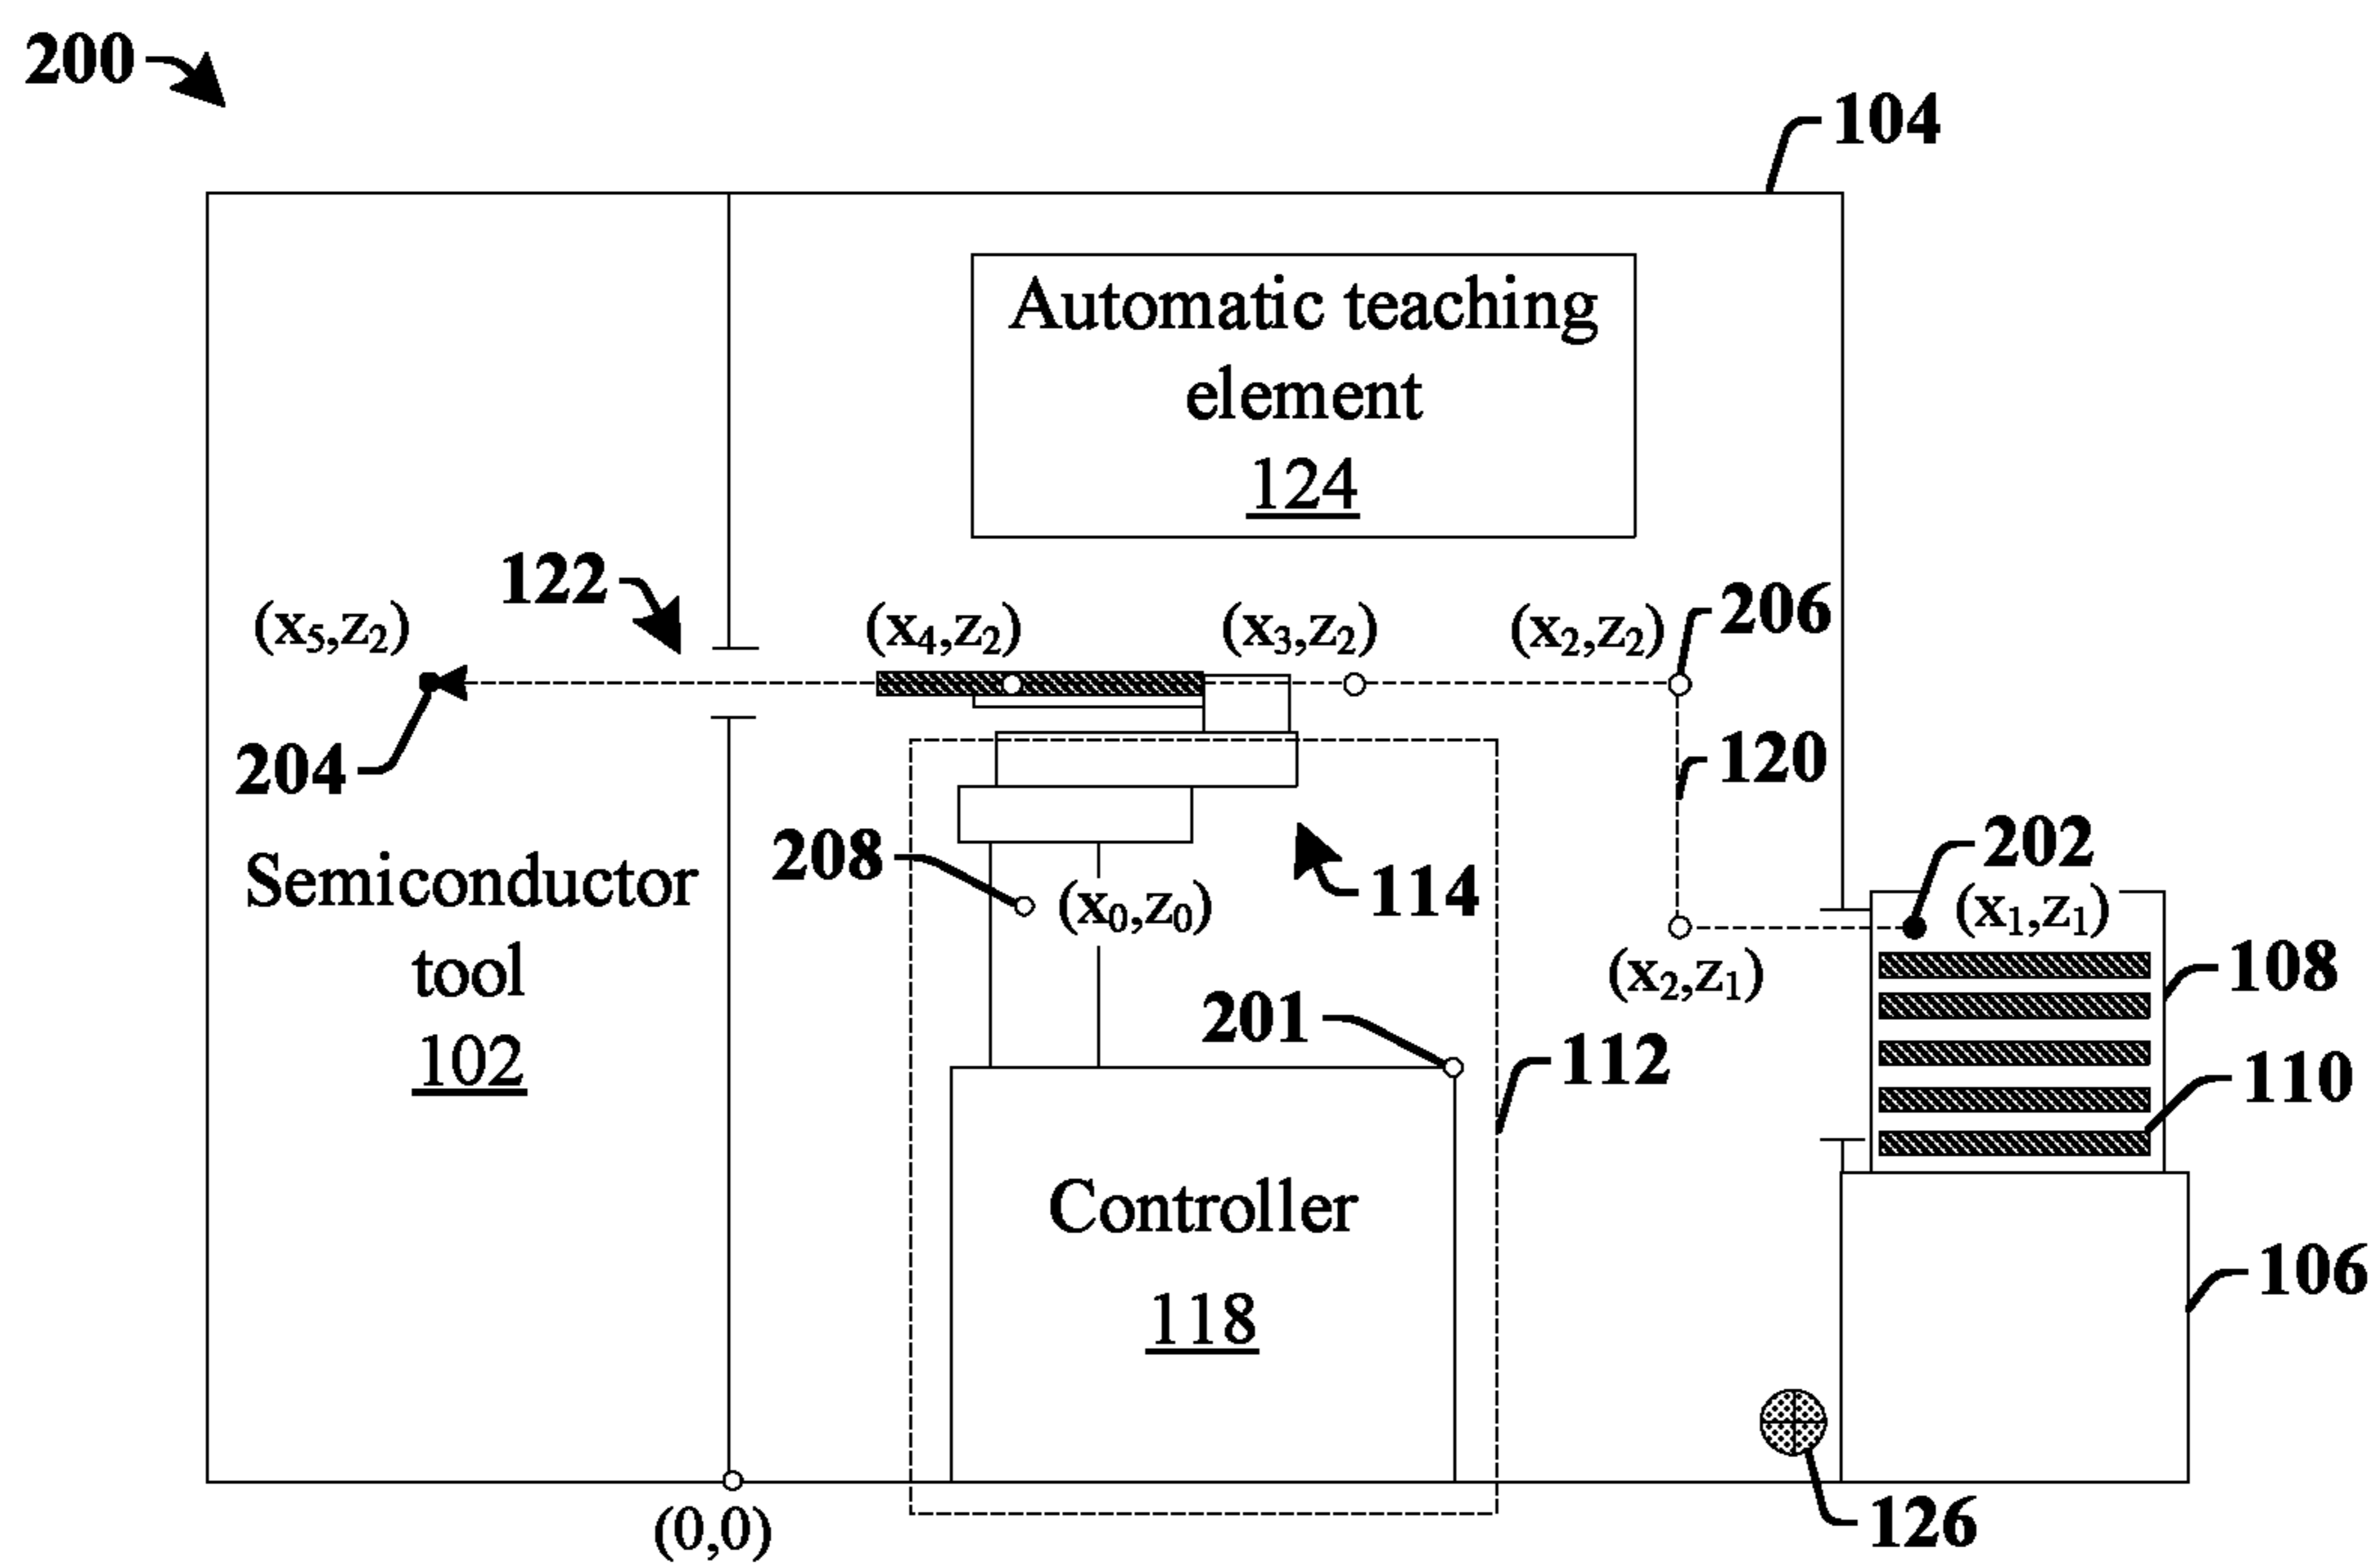 200
104
Automatic teaching
element
124
122
206
(x₅,z₂)
(x₄,z₂)
(x₃,z₂)
(x₂,z₂)
204
120
208
202
Semiconductor
tool
102
114
(x₀,z₀)
(x₁,z₁)
(x₂,z₁)
108
201
112
110
Controller
118
106
(0,0)
126